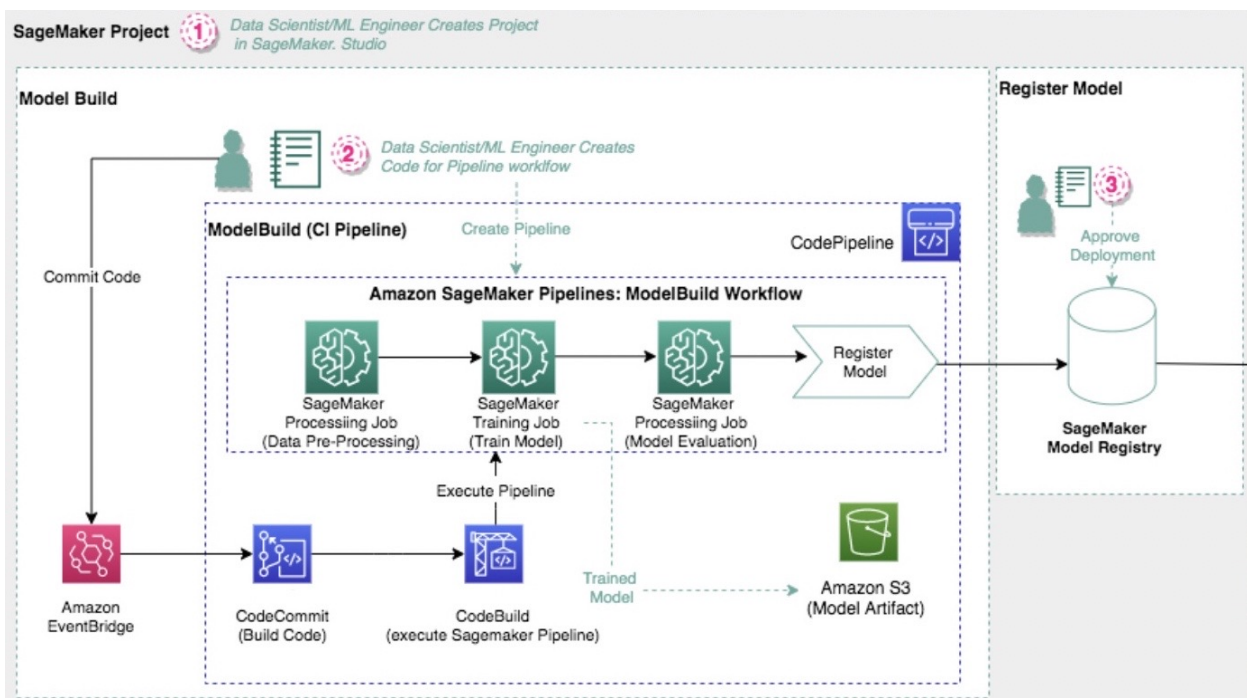 SageMaker Project
1
Data Scientist/ML Engineer Creates Project
in SageMaker. Studio
Model Build
Register Model
2
Data Scientist/ML Engineer Creates
Code for Pipeline worklfow
3
Approve
Deployment
ModelBuild (CI Pipeline)
Create Pipeline
CodePipeline
Commit Code
Amazon SageMaker Pipelines: ModelBuild Workflow
Register
Model
SageMaker
Processiing Job
(Data Pre-Processing)
SageMaker
Training Job
(Train Model)
SageMaker
Processiing Job
(Model Evaluation)
SageMaker
Model Registry
Execute Pipeline
Amazon
EventBridge
CodeCommit
(Build Code)
CodeBuild
(execute Sagemaker Pipeline)
Trained
Model
Amazon S3
(Model Artifact)